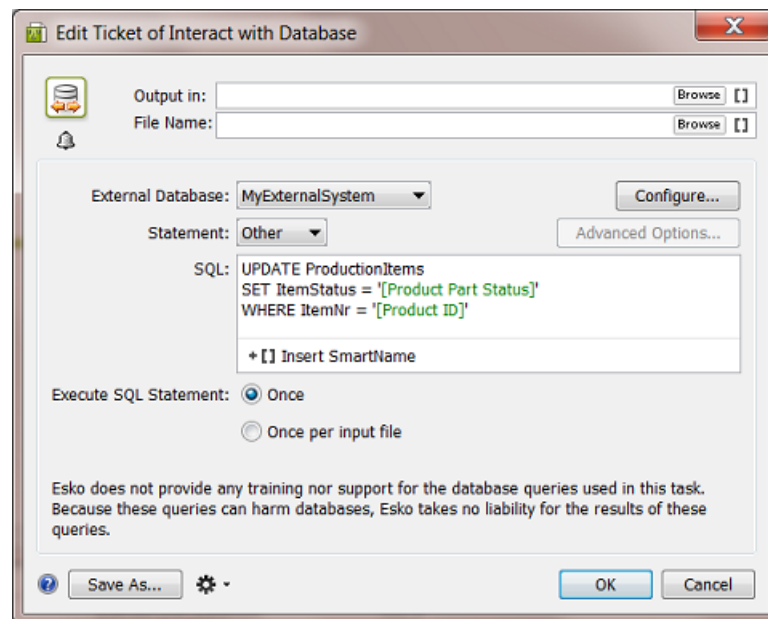 Edit Ticket of Interact with Database
Output in: Browse []
File Name: Browse []
External Database: MyExternalSystem Configure...
Statement: Other Advanced Options...
SQL: UPDATE ProductionItems
SET ItemStatus = '[Product Part Status]'
WHERE ItemNr = '[Product ID]'
+[] Insert SmartName
Execute SQL Statement: Once
Once per input file
Esko does not provide any training nor support for the database queries used in this task.
Because these queries can harm databases, Esko takes no liability for the results of these
queries.
? Save As... OK Cancel